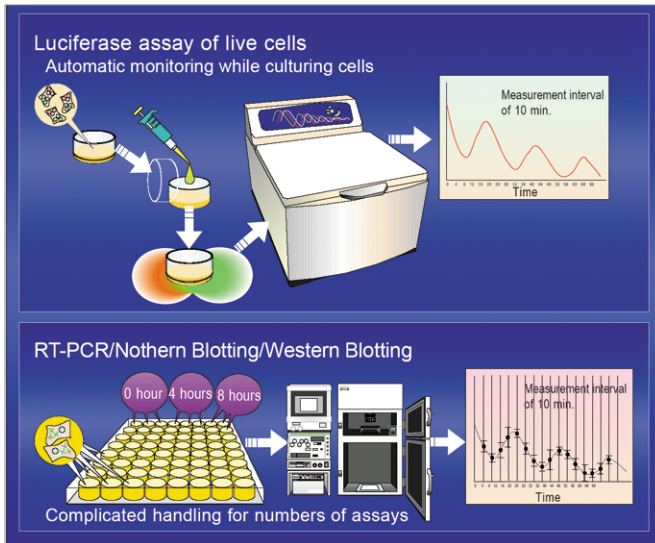 Luciferase assay of live cells
Automatic monitoring while culturing cells
Measurement interval
of 10 min.
Time
RT-PCR/Nothern Blotting/Western Blotting
0 hour
4 hours
8 hours
Measurement interval
of 10 min.
Time
Complicated handling for numbers of assays